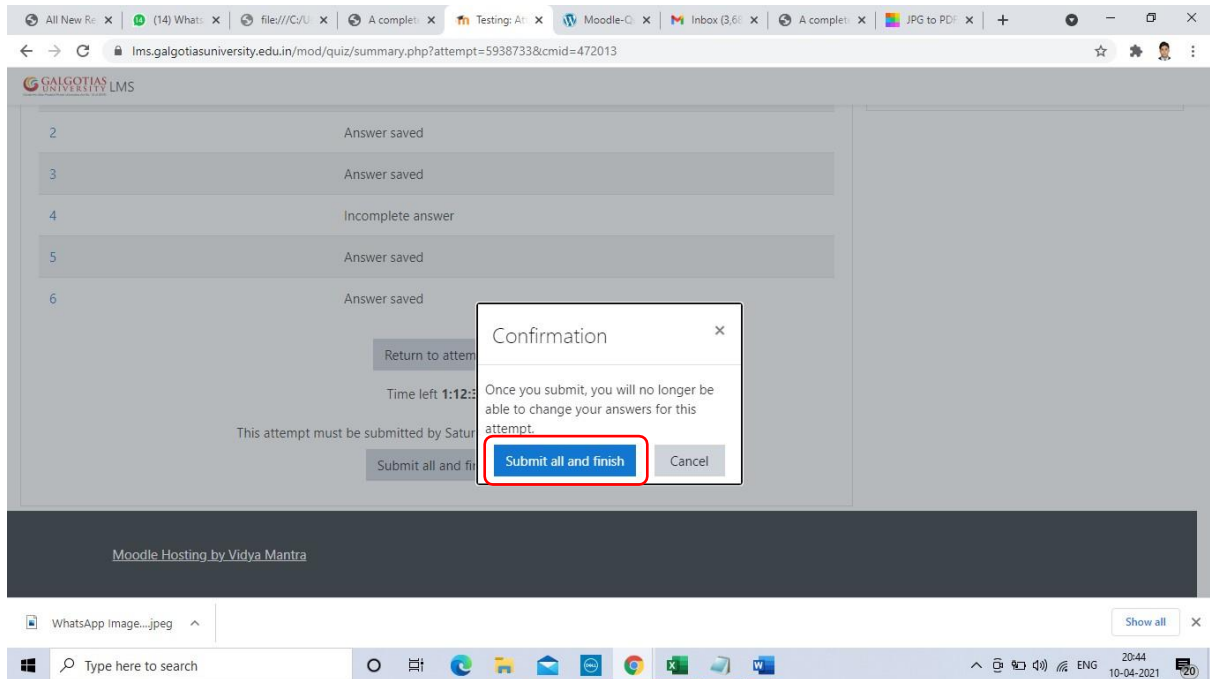 All New Re
(14) Whats
file:///C:/U
A complet
Testing: At
Moodle-Q
Inbox (3,6
A complet
JPG to PDF
lms.galgotiasuniversity.edu.in/mod/quiz/summary.php?attempt=5938733&cmid=472013
GALGOTIAS UNIVERSITY LMS
2 Answer saved
3 Answer saved
4 Incomplete answer
5 Answer saved
6 Answer saved
Return to attem
Time left 1:12:3
This attempt must be submitted by Satur
Submit all and fin
Confirmation
Once you submit, you will no longer be
able to change your answers for this
attempt.
Submit all and finish Cancel
Moodle Hosting by Vidya Mantra
WhatsApp Image....jpeg
Show all
Type here to search
ENG
20:44
10-04-2021
20